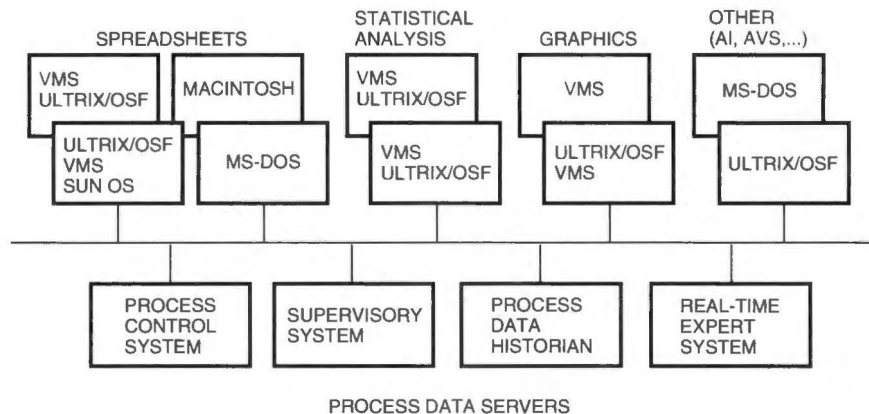 SPREADSHEETS
STATISTICAL
ANALYSIS
GRAPHICS
OTHER
(AI, AVS,...)
VMS
ULTRIX/OSF
MACINTOSH
VMS
ULTRIX/OSF
VMS
MS-DOS
ULTRIX/OSF
VMS
SUN OS
MS-DOS
VMS
ULTRIX/OSF
ULTRIX/OSF
VMS
ULTRIX/OSF
PROCESS
CONTROL
SYSTEM
SUPERVISORY
SYSTEM
PROCESS
DATA
HISTORIAN
REAL-TIME
EXPERT
SYSTEM
PROCESS DATA SERVERS